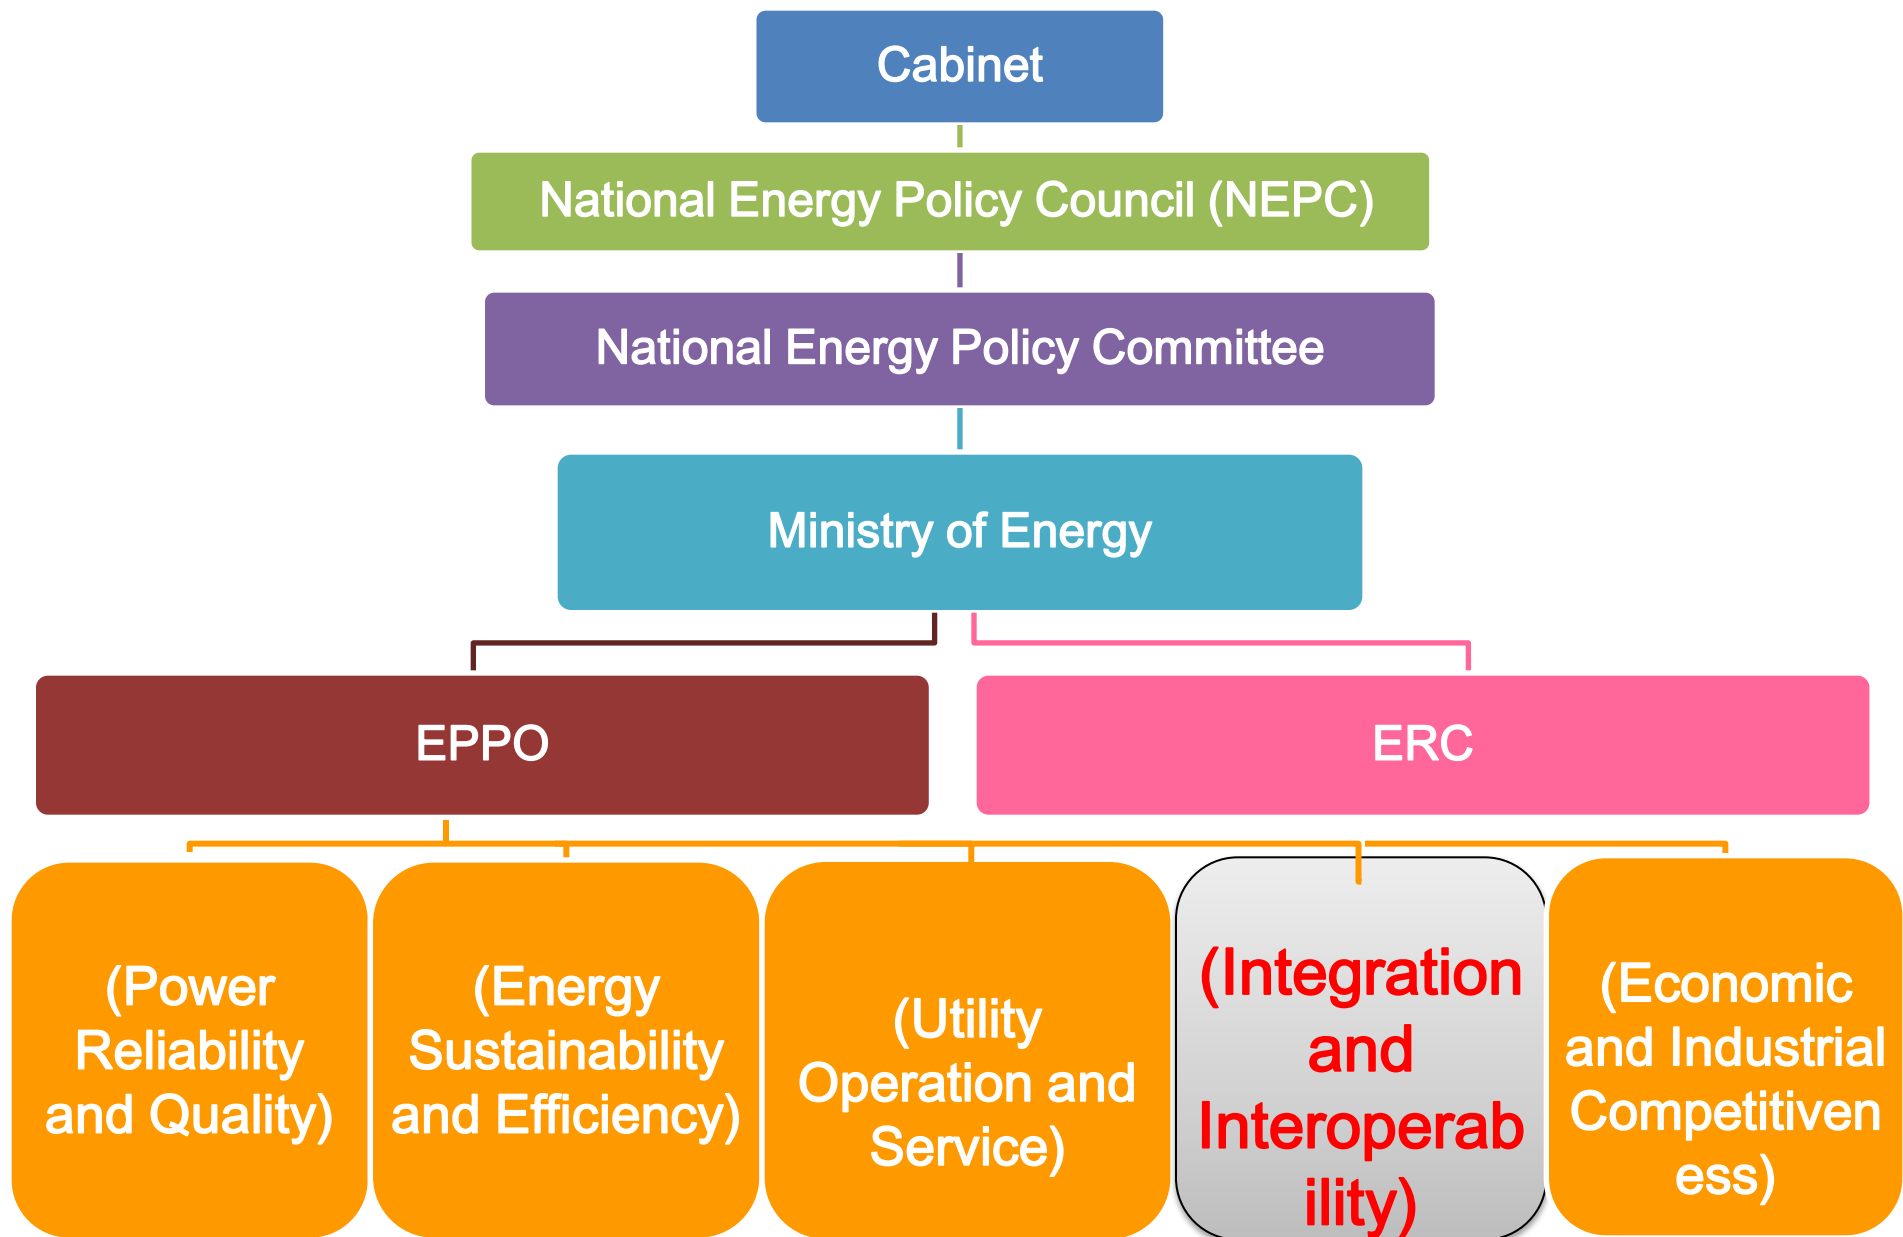 Cabinet
National Energy Policy Council (NEPC)
National Energy Policy Committee
Ministry of Energy
EPPO
ERC
(Power
Reliability
and Quality)
(Energy
Sustainability
and Efficiency)
(Utility
Operation and
Service)
(Integration
and
Interoperab
ility)
(Economic
and Industrial
Competitiven
ess)